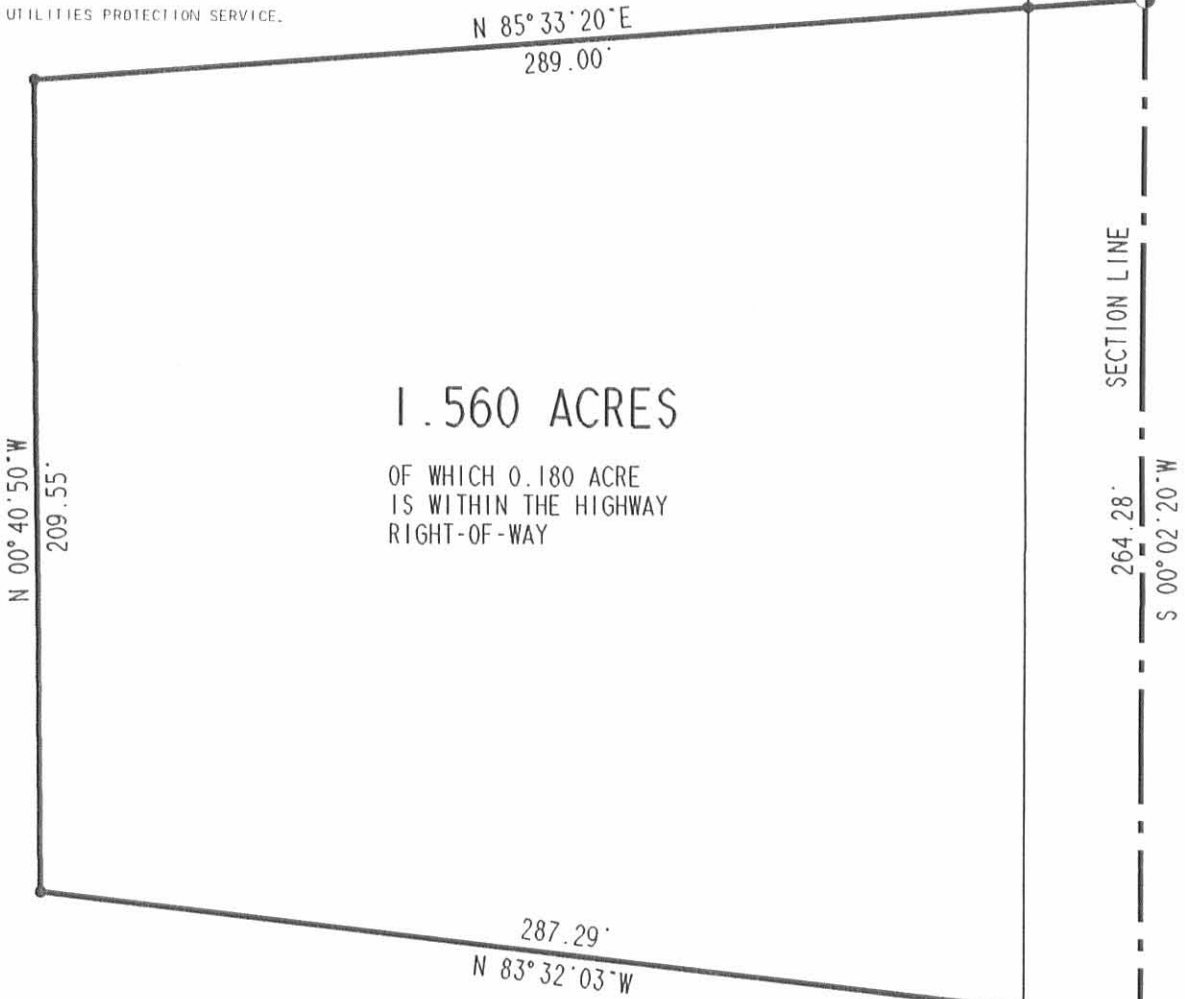 UTILITIES PROTECTION SERVICE.
N 85°33'20"E
289.00'
SECTION LINE
1.560 ACRES
OF WHICH 0.180 ACRE
IS WITHIN THE HIGHWAY
RIGHT-OF-WAY
N 00°40'50"W
209.55'
264.28'
S 00°02'20"W
287.29'
N 83°32'03"W